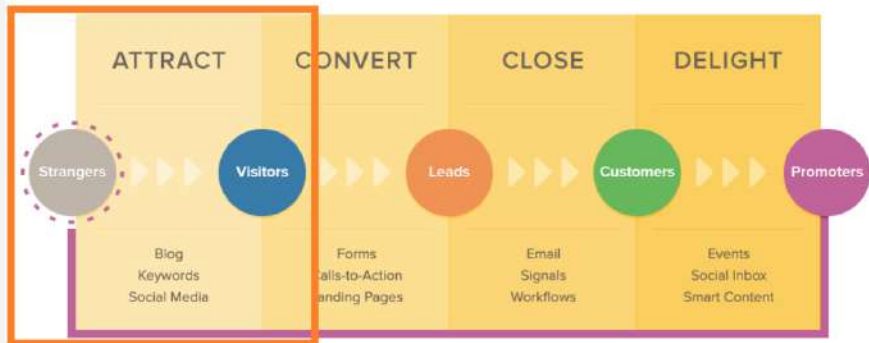 ATTRACT CONVERT CLOSE DELIGHT
Strangers Visitors Leads Customers Promoters
Blog Forms Email Events
Keywords Calls-to-Action Signals Social Inbox
Social Media Landing Pages Workflows Smart Content